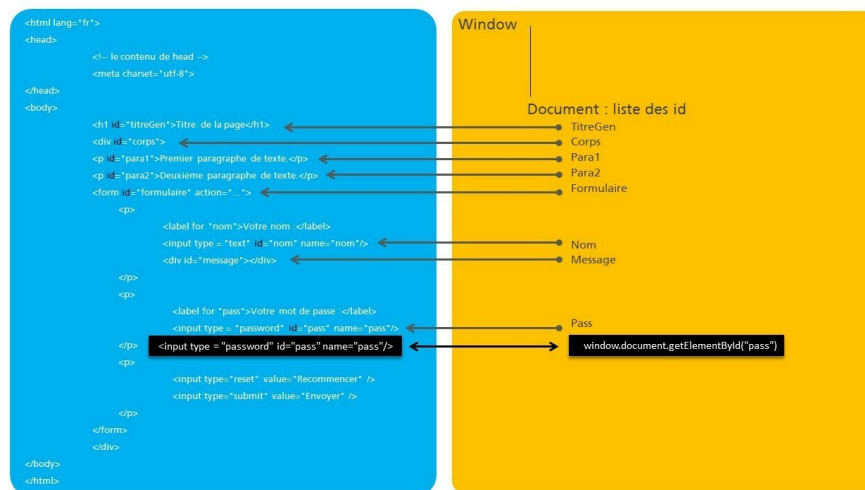 <html lang="fr">
<head>
<!-- le contenu de head -->
<meta charset="utf-8">
</head>
<body>
<h1 id="titreGen">Titre de la page</h1>
<div id="corps">
<p id="para1">Premier paragraphe de texte.</p>
<p id="para2">Deuxième paragraphe de texte.</p>
<form id="formulaire" action="...">
<p>
<label for "nom">Votre nom :</label>
<input type = "text" id="nom" name="nom"/>
<div id="message"></div>
</p>
<p>
<label for "pass">Votre mot de passe :</label>
<input type = "password" id="pass" name="pass"/>
</p>
<input type = "password" id="pass" name="pass"/>
<p>
<input type="reset" value="Recommencer" />
<input type="submit" value="Envoyer" />
</p>
</form>
</div>
</body>
</html>
Window
Document : liste des id
TitreGen
Corps
Para1
Para2
Formulaire
Nom
Message
Pass
window.document.getElementById("pass")